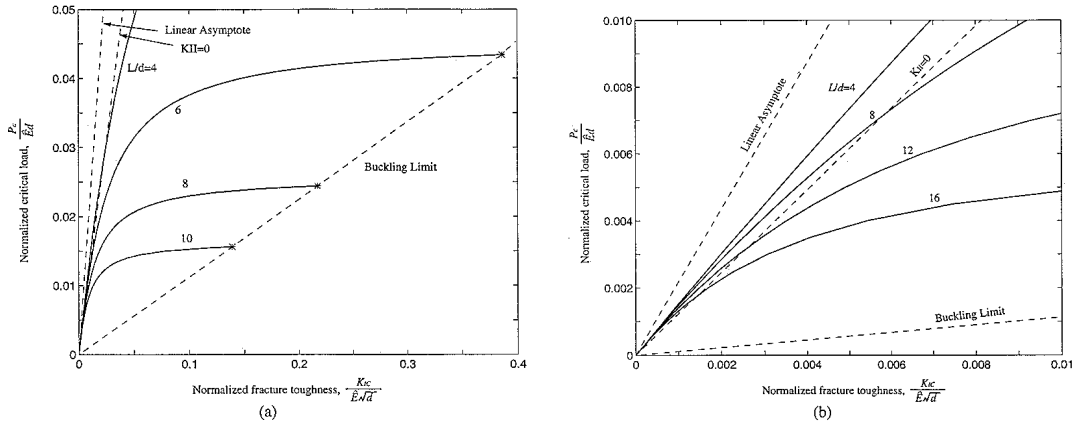 0.05
0.04
0.03
0.02
0.01
0
0
0.1
0.2
0.3
0.4
Normalized critical load, Pc / Êd
Linear Asymptote
KII=0
L/d=4
6
8
10
Buckling Limit
Normalized fracture toughness, KIC / Ê√d
(a)
0.010
0.008
0.006
0.004
0.002
0
0
0.002
0.004
0.006
0.008
0.01
Normalized critical load, Pc / Êd
Linear Asymptote
L/d=4
KII=0
8
12
16
Buckling Limit
Normalized fracture toughness, KIC / Ê√d
(b)